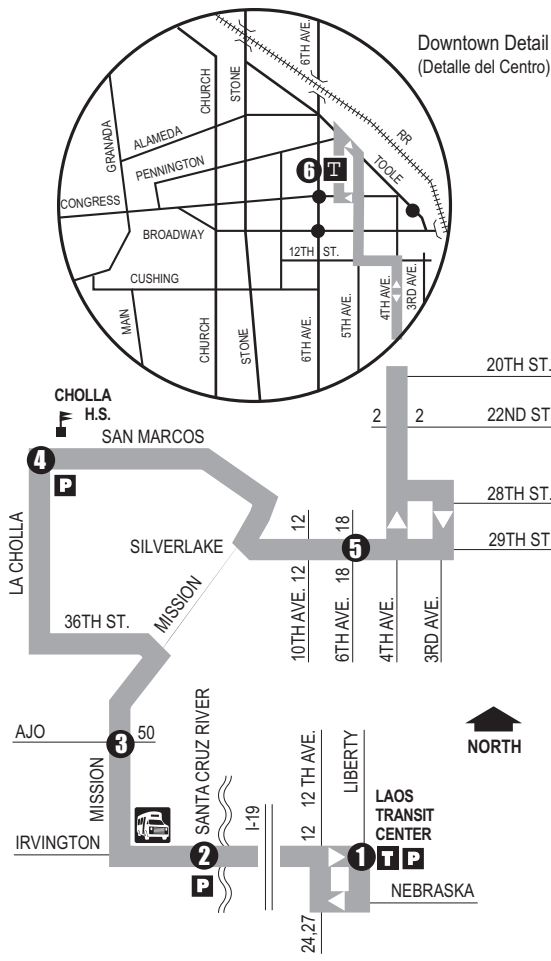 Downtown Detail
(Detalle del Centro)
6TH AVE.
STONE
CHURCH
GRANADA
ALAMEDA
PENNINGTON
RR
TOOLE
6 T
CONGRESS
BROADWAY
12TH ST.
CUSHING
MAIN
CHURCH
STONE
6TH AVE.
5TH AVE.
4TH AVE.
3RD AVE.
CHOLLA
H.S.
20TH ST.
SAN MARCOS
2 2 22ND ST
4
P
28TH ST.
12 18
SILVERLAKE
5
29TH ST.
LA CHOLLA
MISSION
12 18
10TH AVE.
6TH AVE.
4TH AVE.
3RD AVE.
36TH ST.
NORTH
AJO
3
50
MISSION
SANTA CRUZ RIVER
I-19
12 TH AVE.
12
LIBERTY
LAOS
TRANSIT
CENTER
IRVINGTON
2
1
T P
P
NEBRASKA
24,27